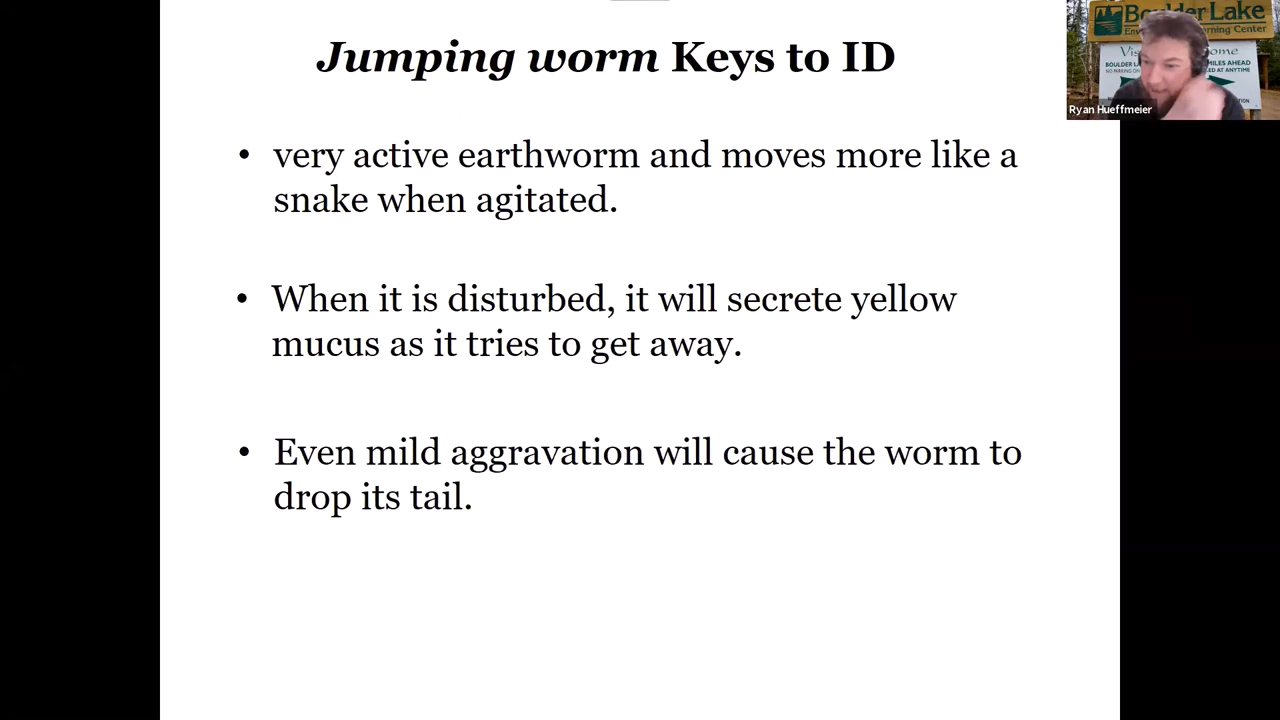 Jumping worm Keys to ID
• very active earthworm and moves more like a
snake when agitated.
• When it is disturbed, it will secrete yellow
mucus as it tries to get away.
• Even mild aggravation will cause the worm to
drop its tail.
Boulder Lake
Ryan Hueffmeier